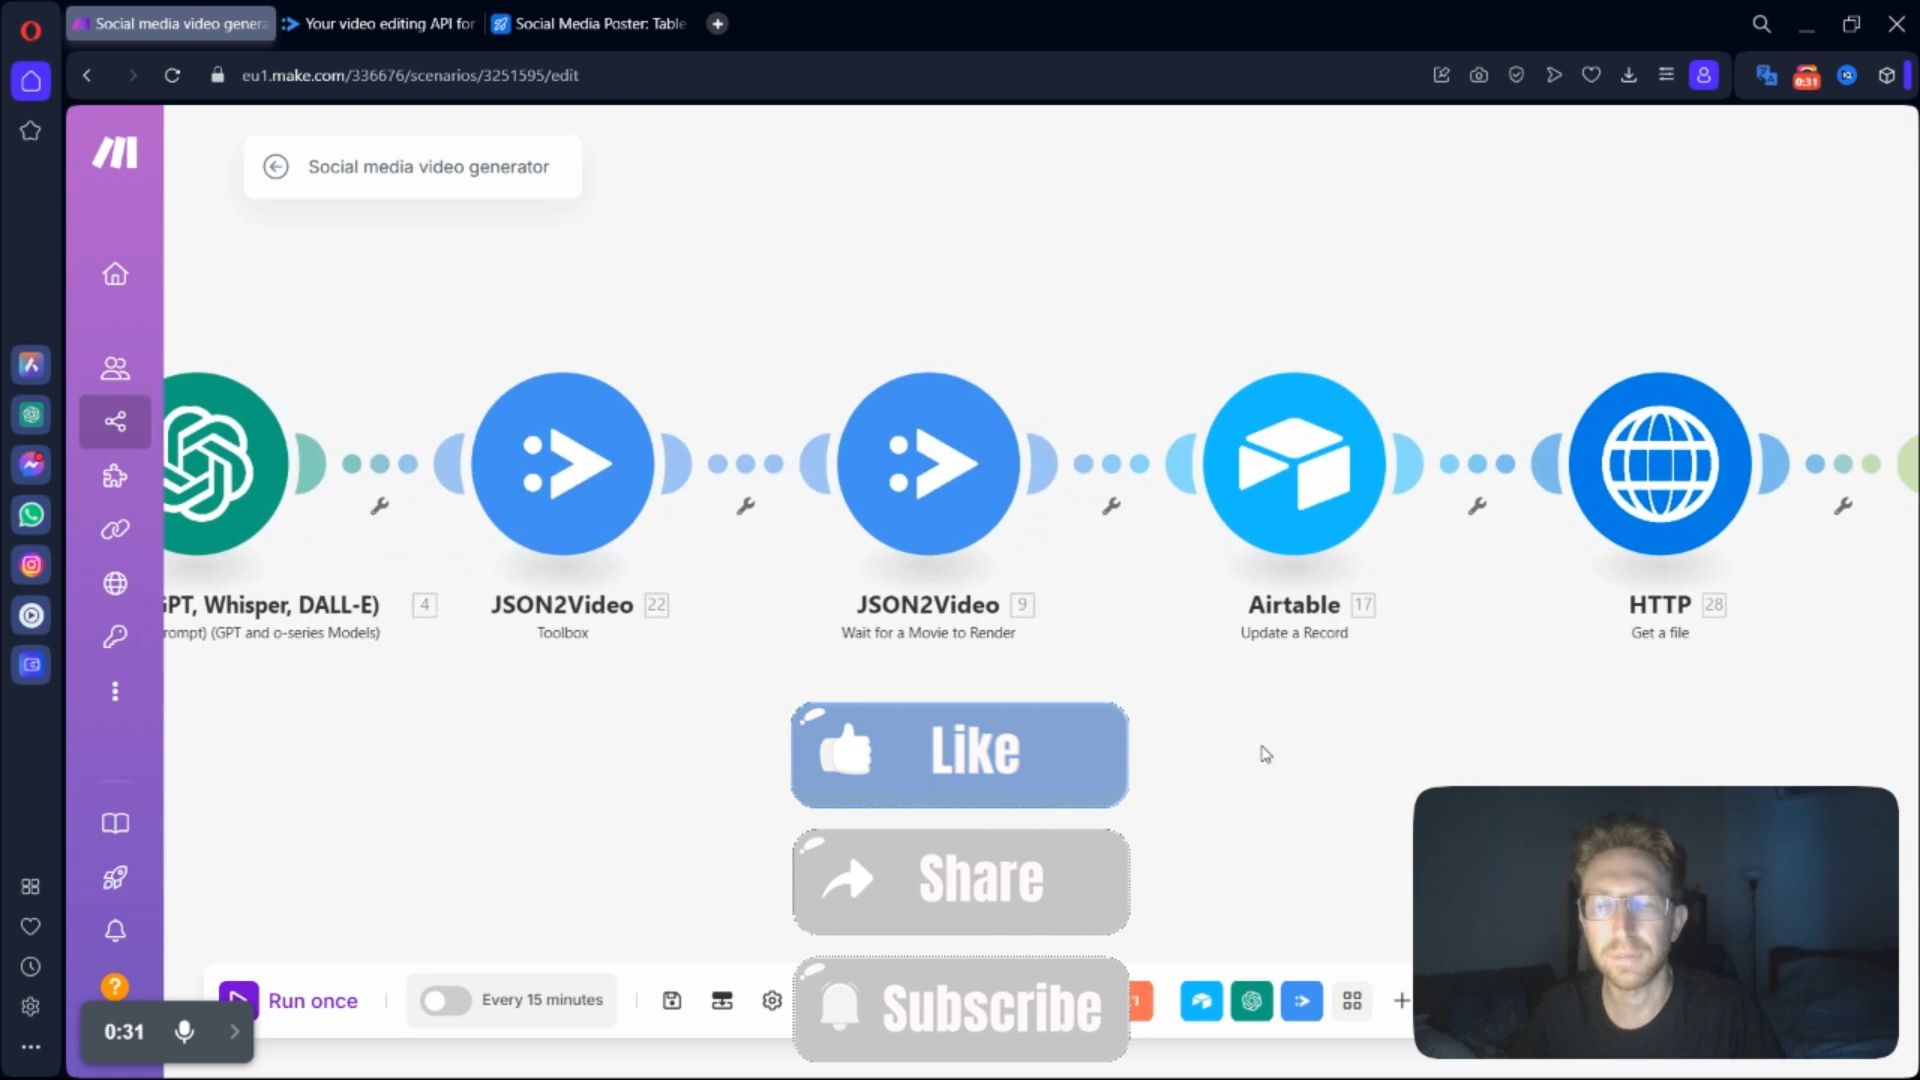 Social media video genera
Your video editing API for
Social Media Poster: Table
eu1.make.com/336676/scenarios/3251595/edit
0:31
Social media video generator
GPT, Whisper, DALL-E)
4
rompt) (GPT and o-series Models)
JSON2Video
22
Toolbox
JSON2Video
9
Wait for a Movie to Render
Airtable
17
Update a Record
HTTP
28
Get a file
Like
Share
Subscribe
Run once
Every 15 minutes
0:31